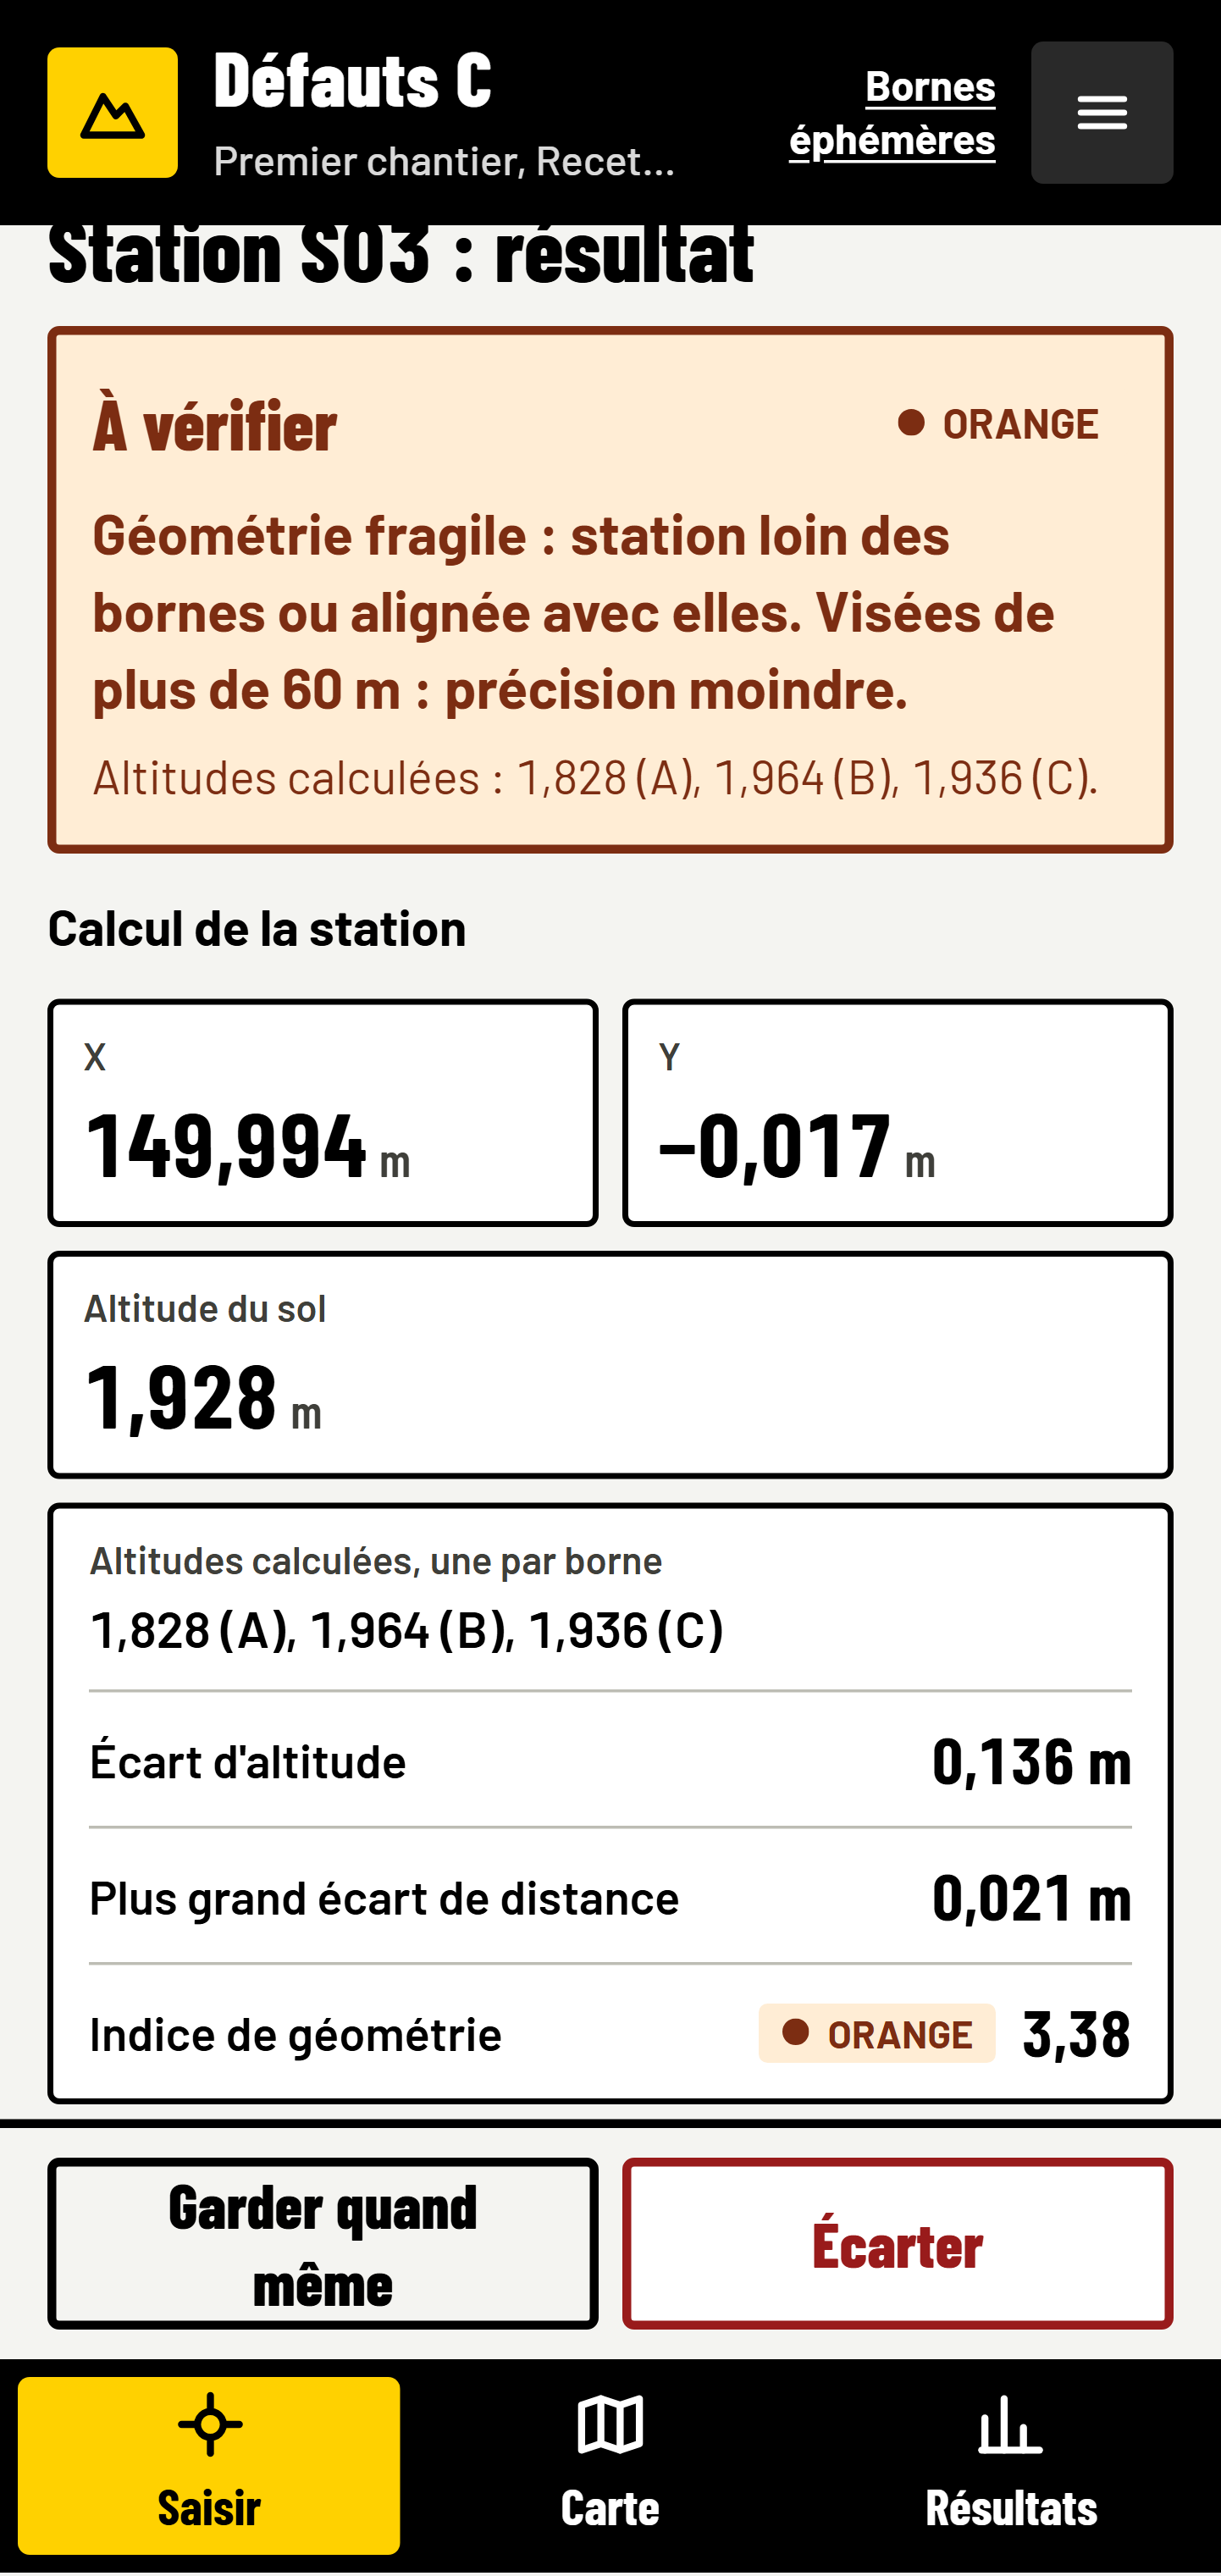 Défauts C
Premier chantier, Recet...
Bornes
éphémères
Station S03 : résultat
À vérifier
ORANGE
Géométrie fragile : station loin des
bornes ou alignée avec elles. Visées de
plus de 60 m : précision moindre.
Altitudes calculées : 1,828 (A), 1,964 (B), 1,936 (C).
Calcul de la station
X
149,994 m
Y
−0,017 m
Altitude du sol
1,928 m
Altitudes calculées, une par borne
1,828 (A), 1,964 (B), 1,936 (C)
Écart d'altitude 0,136 m
Plus grand écart de distance 0,021 m
Indice de géométrie ORANGE 3,38
Garder quand
même
Écarter
Saisir
Carte
Résultats